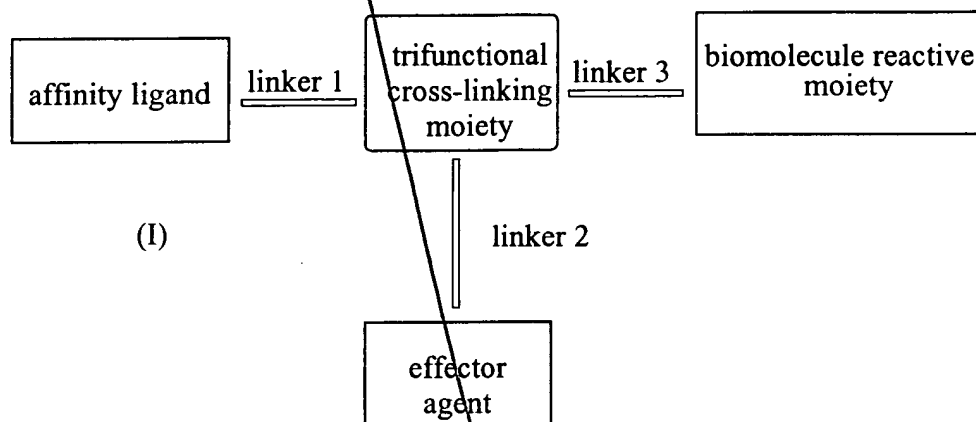 affinity ligand
linker 1
trifunctional
cross-linking
moiety
linker 3
biomolecule reactive
moiety
(I)
linker 2
effector
agent